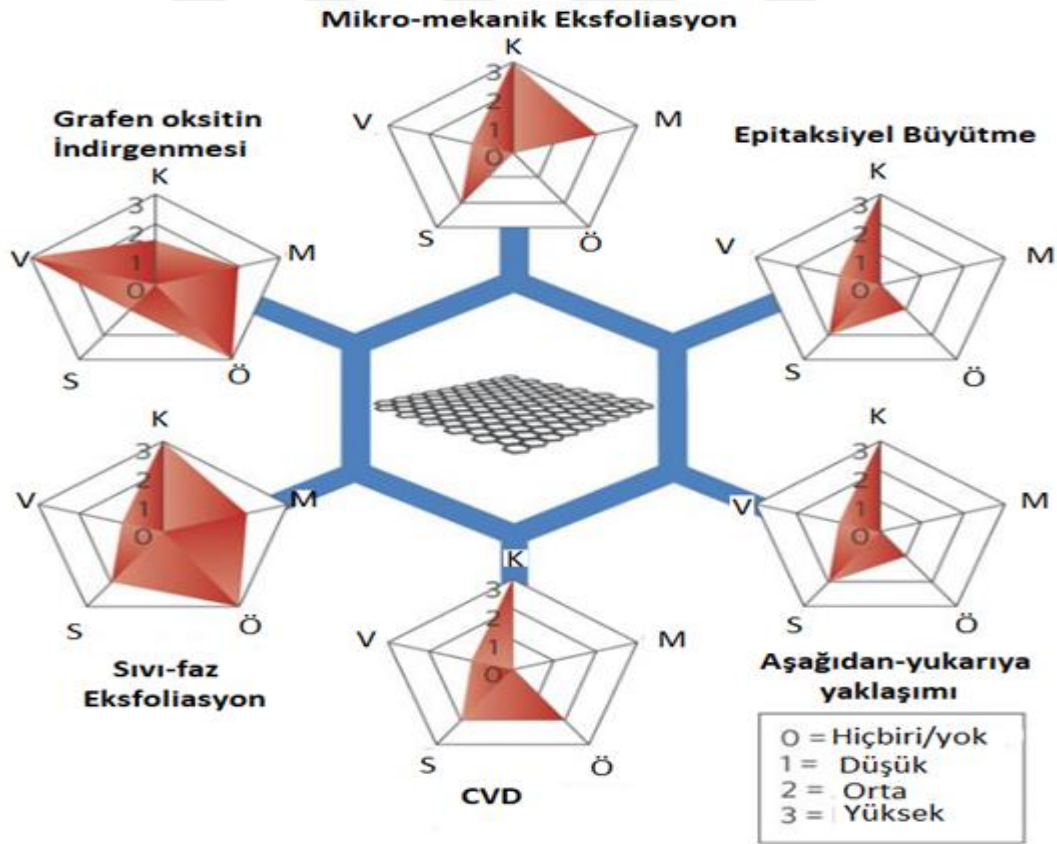 Mikro-mekanik Eksfoliasyon
K
3
2
1
0
V
M
S
Ö
Grafen oksitin
İndirgenmesi
K
3
2
1
0
V
M
S
Ö
Epitaksiyel Büyütme
K
3
2
1
0
V
M
S
Ö
K
3
2
1
0
V
M
S
Ö
Sıvı-faz
Eksfoliasyon
K
3
2
1
0
V
M
S
Ö
CVD
K
3
2
1
0
V
M
S
Ö
Aşağıdan-yukarıya
yaklaşımı
0 = Hiçbiri/yok
1 = Düşük
2 = Orta
3 = Yüksek